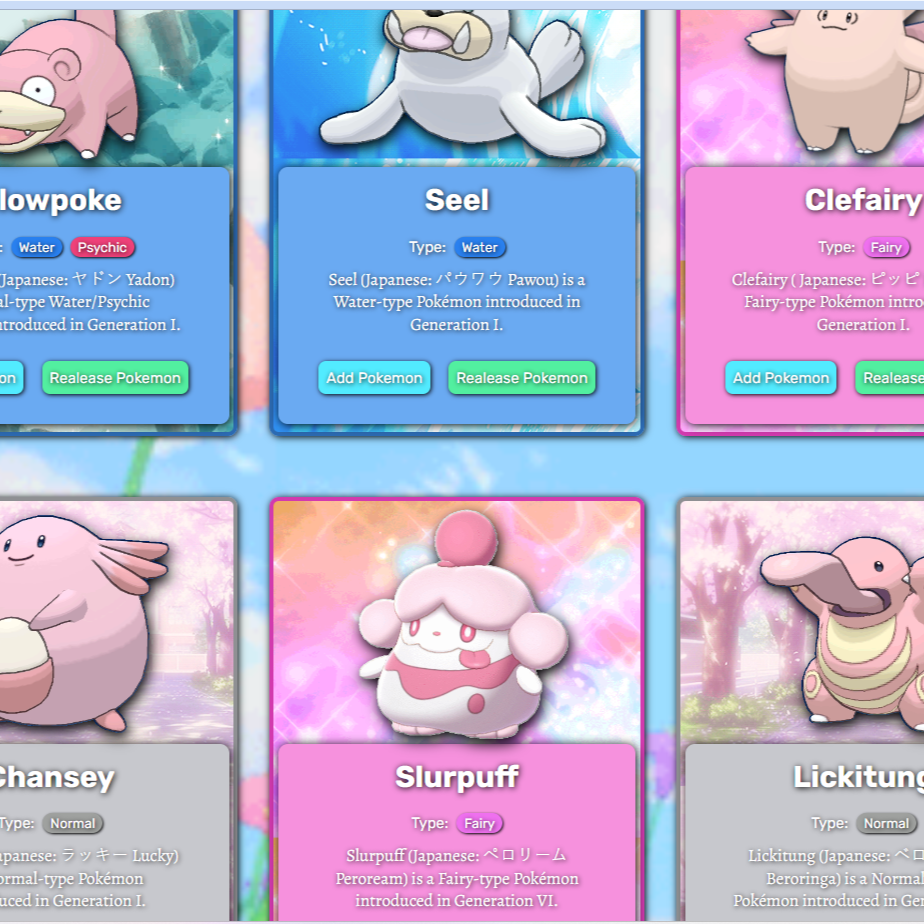 lowpoke
Water Psychic
(Japanese: ヤドン Yadon)
al-type Water/Psychic
ntroduced in Generation I.
on Realease Pokemon
Seel
Type: Water
Seel (Japanese: パウワウ Pawou) is a
Water-type Pokémon introduced in
Generation I.
Add Pokemon Realease Pokemon
Clefairy
Type: Fairy
Clefairy ( Japanese: ピッピ
Fairy-type Pokémon intro
Generation I.
Add Pokemon Realease
Chansey
Type: Normal
apanese: ラッキー Lucky)
ormal-type Pokémon
uced in Generation I.
Slurpuff
Type: Fairy
Slurpuff (Japanese: ペロリーム
Peroream) is a Fairy-type Pokémon
introduced in Generation VI.
Lickitung
Type: Normal
Lickitung (Japanese: ベロ
Beroringa) is a Normal
Pokémon introduced in Ge